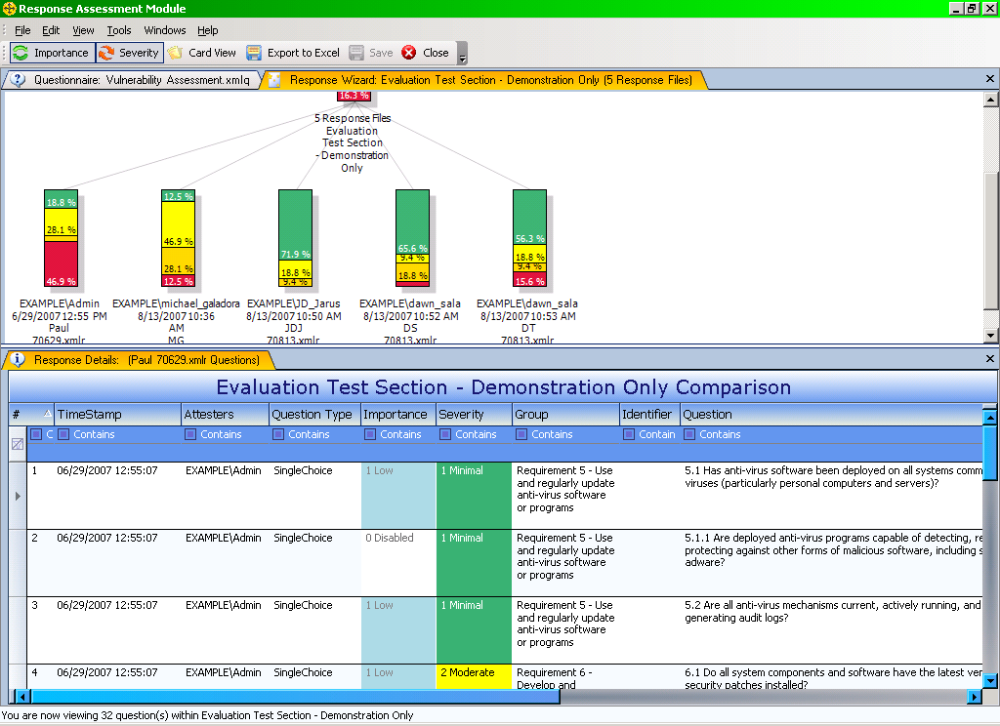 Response Assessment Module
File Edit View Tools Windows Help
Importance Severity Card View Export to Excel Save Close
Questionnaire: Vulnerability Assessment.xmlq Response Wizard: Evaluation Test Section - Demonstration Only (5 Response Files)
16.3 %
5 Response Files
Evaluation
Test Section
- Demonstration
Only
18.8 %
28.1 %
46.9 %
12.5 %
46.9 %
28.1 %
12.5 %
71.9 %
18.8 %
9.4 %
65.6 %
9.4 %
18.8 %
56.3 %
18.8 %
9.4 %
15.6 %
EXAMPLE\Admin
6/29/2007 12:55 PM
Paul
70629.xmlr
EXAMPLE\michael_galadora
8/13/2007 10:36
AM
MG
70813.xmlr
EXAMPLE\JD_Jarus
8/13/2007 10:50 AM
JDJ
70813.xmlr
EXAMPLE\dawn_sala
8/13/2007 10:52 AM
DS
70813.xmlr
EXAMPLE\dawn_sala
8/13/2007 10:53 AM
DT
70813.xmlr
Response Details: (Paul 70629.xmlr Questions)
Evaluation Test Section - Demonstration Only Comparison
# TimeStamp Attesters Question Type Importance Severity Group Identifier Question
C Contains Contains Contains Contains Contains Contains Contain Contains
1 06/29/2007 12:55:07 EXAMPLE\Admin SingleChoice 1 Low 1 Minimal
Requirement 5 - Use
and regularly update
anti-virus software
or programs
5.1 Has anti-virus software been deployed on all systems comm
viruses (particularly personal computers and servers)?
2 06/29/2007 12:55:07 EXAMPLE\Admin SingleChoice 0 Disabled 1 Minimal
Requirement 5 - Use
and regularly update
anti-virus software
or programs
5.1.1 Are deployed anti-virus programs capable of detecting, re
protecting against other forms of malicious software, including s
adware?
3 06/29/2007 12:55:07 EXAMPLE\Admin SingleChoice 1 Low 1 Minimal
Requirement 5 - Use
and regularly update
anti-virus software
or programs
5.2 Are all anti-virus mechanisms current, actively running, and
generating audit logs?
4 06/29/2007 12:55:07 EXAMPLE\Admin SingleChoice 1 Low 2 Moderate
Requirement 6 -
Develop and
6.1 Do all system components and software have the latest ven
security patches installed?
You are now viewing 32 question(s) within Evaluation Test Section - Demonstration Only